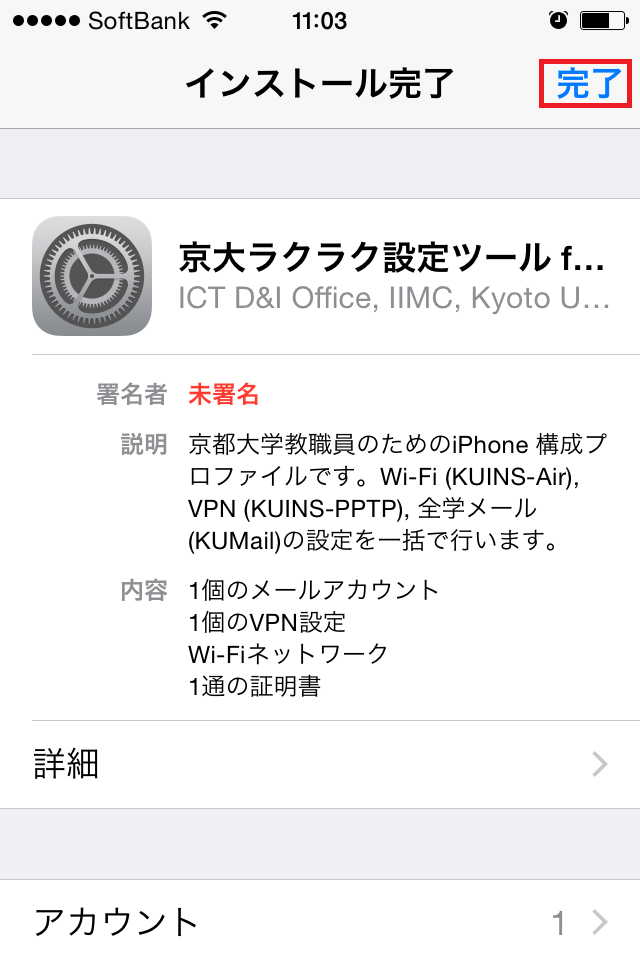 SoftBank 11:03
インストール完了 完了
京大ラクラク設定ツール f...
ICT D&I Office, IIMC, Kyoto U...
署名者 未署名
説明 京都大学教職員のためのiPhone 構成プ
ロファイルです。Wi-Fi (KUINS-Air),
VPN (KUINS-PPTP), 全学メール
(KUMail)の設定を一括で行います。
内容 1個のメールアカウント
1個のVPN設定
Wi-Fiネットワーク
1通の証明書
詳細
アカウント 1